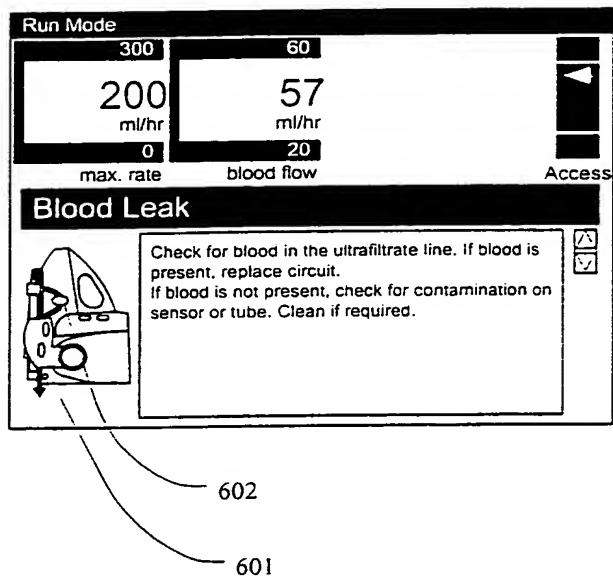 Run Mode
300 60
200 57
ml/hr ml/hr
0 20
max. rate blood flow Access
Blood Leak
Check for blood in the ultrafiltrate line. If blood is
present, replace circuit.
If blood is not present, check for contamination on
sensor or tube. Clean if required.
602
601